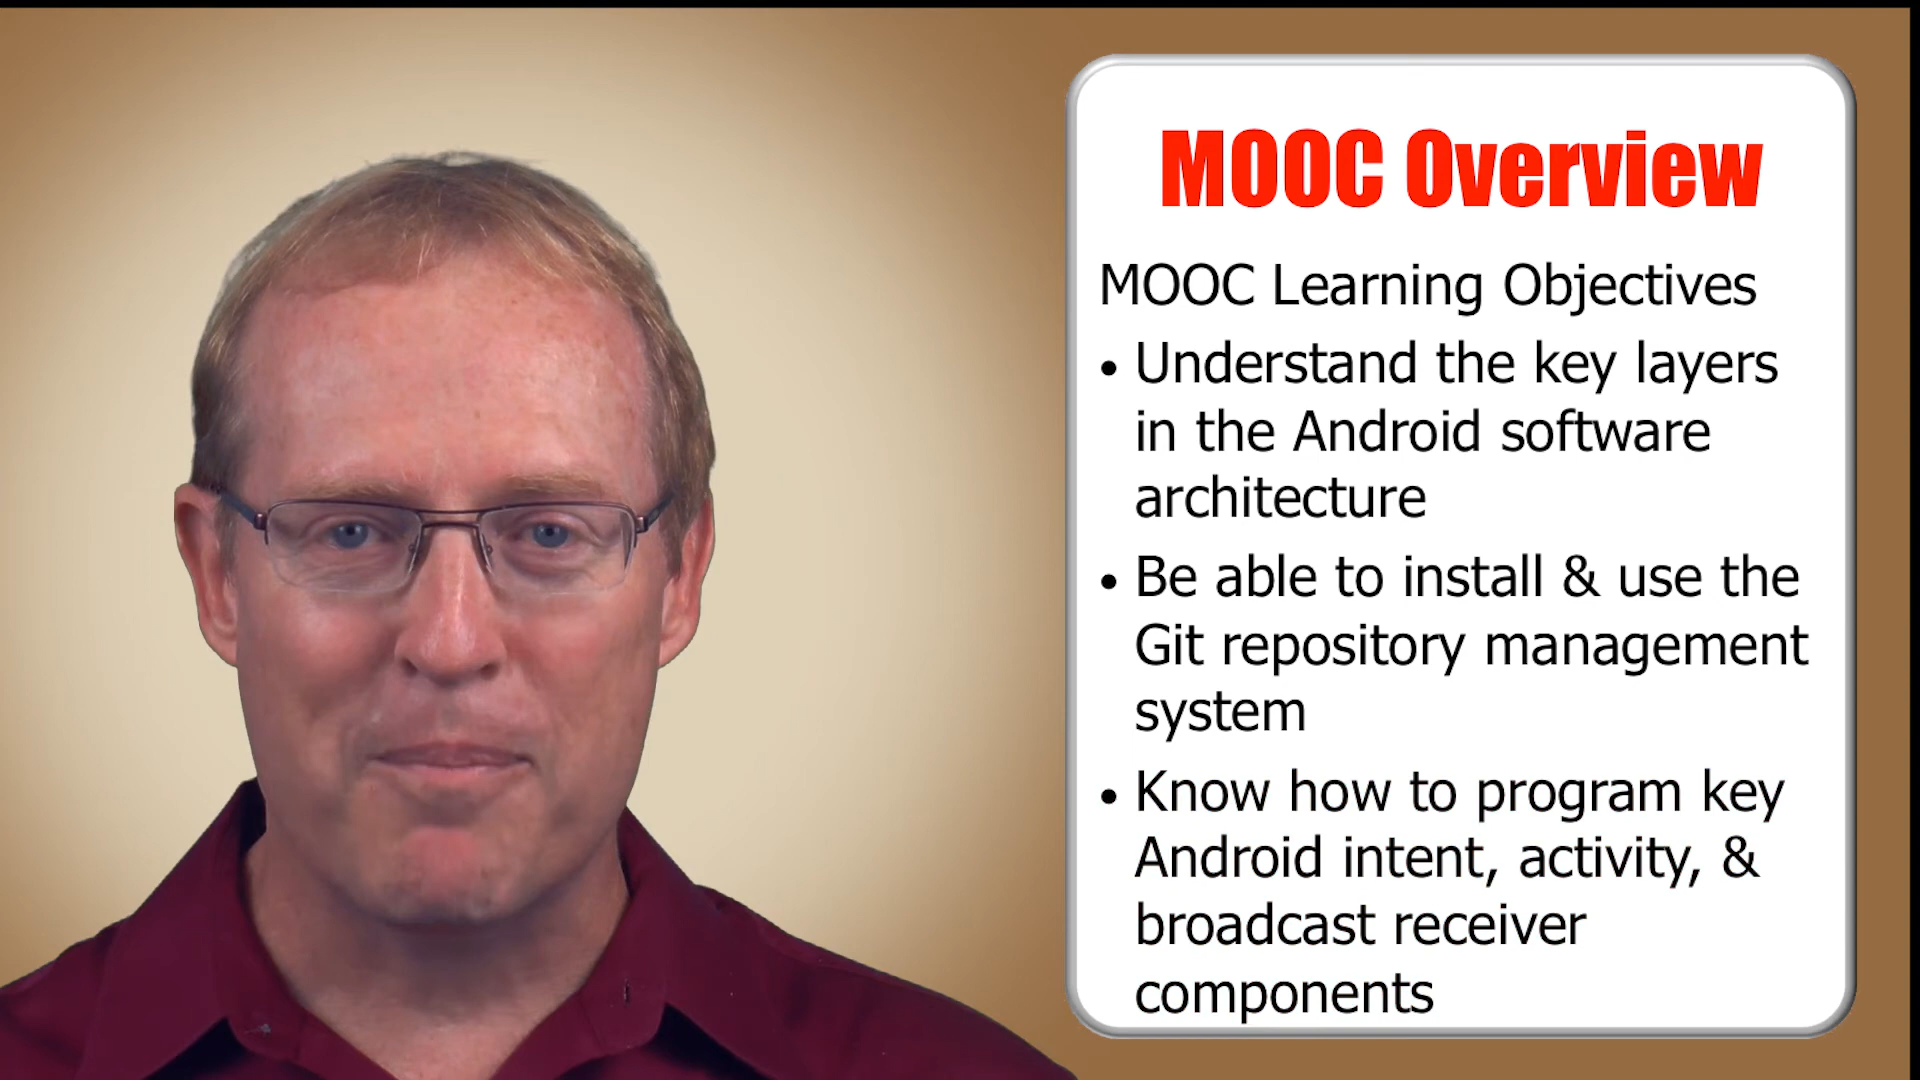 MOOC Overview
MOOC Learning Objectives
• Understand the key layers
in the Android software
architecture
• Be able to install & use the
Git repository management
system
• Know how to program key
Android intent, activity, &
broadcast receiver
components